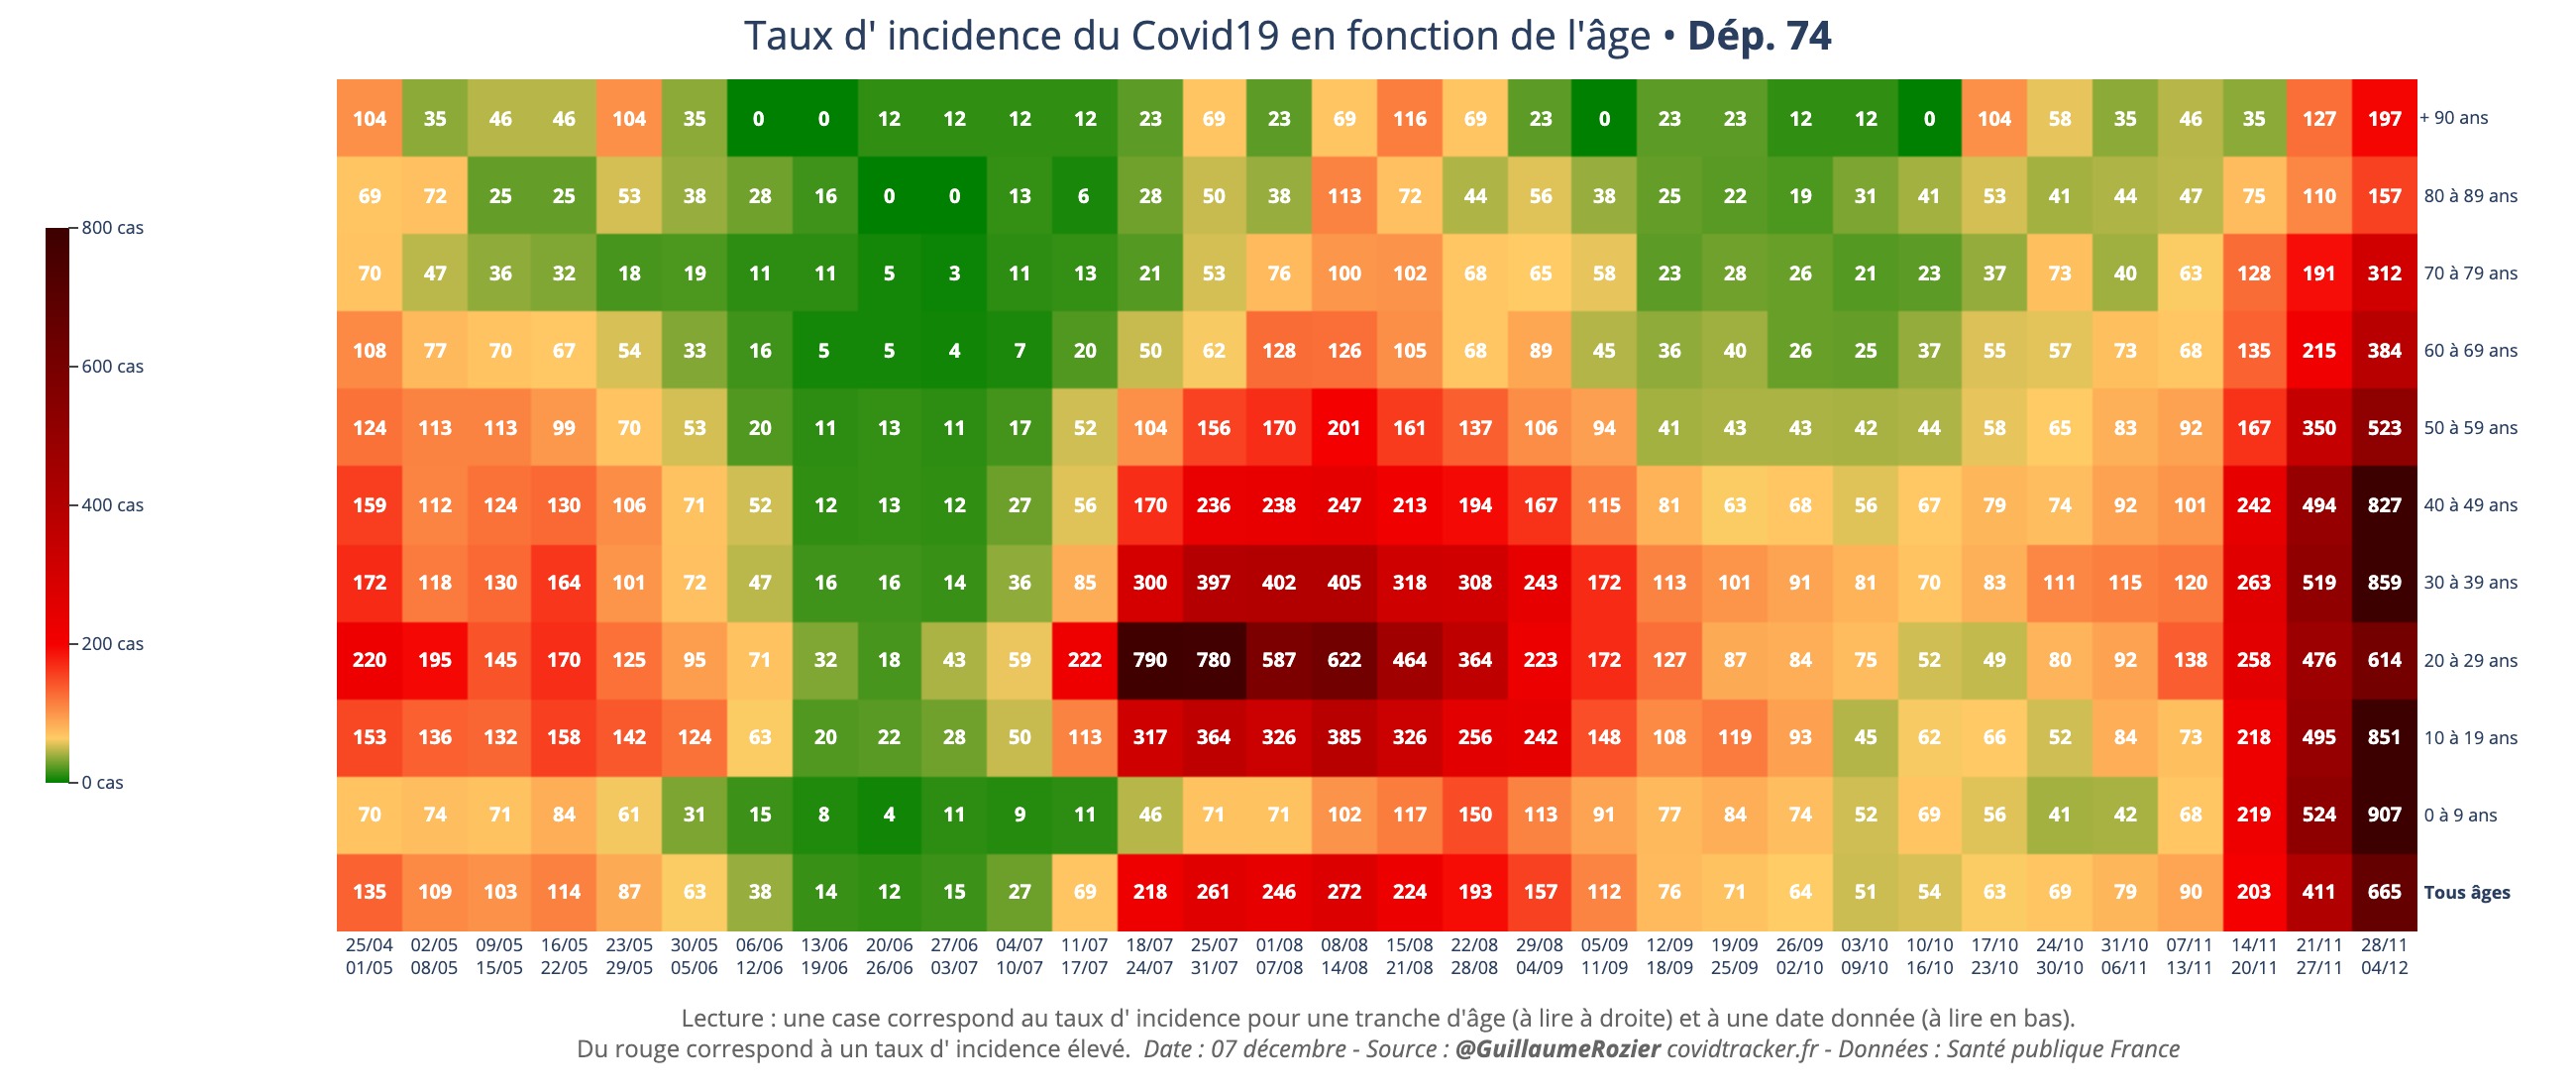 Taux d' incidence du Covid19 en fonction de l'âge • Dép. 74
800 cas
600 cas
400 cas
200 cas
0 cas
104 35 46 46 104 35 0 0 12 12 12 12 23 69 23 69 116 69 23 0 23 23 12 12 0 104 58 35 46 35 127 197 + 90 ans
69 72 25 25 53 38 28 16 0 0 13 6 28 50 38 113 72 44 56 38 25 22 19 31 41 53 41 44 47 75 110 157 80 à 89 ans
70 47 36 32 18 19 11 11 5 3 11 13 21 53 76 100 102 68 65 58 23 28 26 21 23 37 73 40 63 128 191 312 70 à 79 ans
108 77 70 67 54 33 16 5 5 4 7 20 50 62 128 126 105 68 89 45 36 40 26 25 37 55 57 73 68 135 215 384 60 à 69 ans
124 113 113 99 70 53 20 11 13 11 17 52 104 156 170 201 161 137 106 94 41 43 43 42 44 58 65 83 92 167 350 523 50 à 59 ans
159 112 124 130 106 71 52 12 13 12 27 56 170 236 238 247 213 194 167 115 81 63 68 56 67 79 74 92 101 242 494 827 40 à 49 ans
172 118 130 164 101 72 47 16 16 14 36 85 300 397 402 405 318 308 243 172 113 101 91 81 70 83 111 115 120 263 519 859 30 à 39 ans
220 195 145 170 125 95 71 32 18 43 59 222 790 780 587 622 464 364 223 172 127 87 84 75 52 49 80 92 138 258 476 614 20 à 29 ans
153 136 132 158 142 124 63 20 22 28 50 113 317 364 326 385 326 256 242 148 108 119 93 45 62 66 52 84 73 218 495 851 10 à 19 ans
70 74 71 84 61 31 15 8 4 11 9 11 46 71 71 102 117 150 113 91 77 84 74 52 69 56 41 42 68 219 524 907 0 à 9 ans
135 109 103 114 87 63 38 14 12 15 27 69 218 261 246 272 224 193 157 112 76 71 64 51 54 63 69 79 90 203 411 665 Tous âges
25/04 02/05 09/05 16/05 23/05 30/05 06/06 13/06 20/06 27/06 04/07 11/07 18/07 25/07 01/08 08/08 15/08 22/08 29/08 05/09 12/09 19/09 26/09 03/10 10/10 17/10 24/10 31/10 07/11 14/11 21/11 28/11
01/05 08/05 15/05 22/05 29/05 05/06 12/06 19/06 26/06 03/07 10/07 17/07 24/07 31/07 07/08 14/08 21/08 28/08 04/09 11/09 18/09 25/09 02/10 09/10 16/10 23/10 30/10 06/11 13/11 20/11 27/11 04/12
Lecture : une case correspond au taux d' incidence pour une tranche d'âge (à lire à droite) et à une date donnée (à lire en bas).
Du rouge correspond à un taux d' incidence élevé. Date : 07 décembre - Source : @GuillaumeRozier covidtracker.fr - Données : Santé publique France